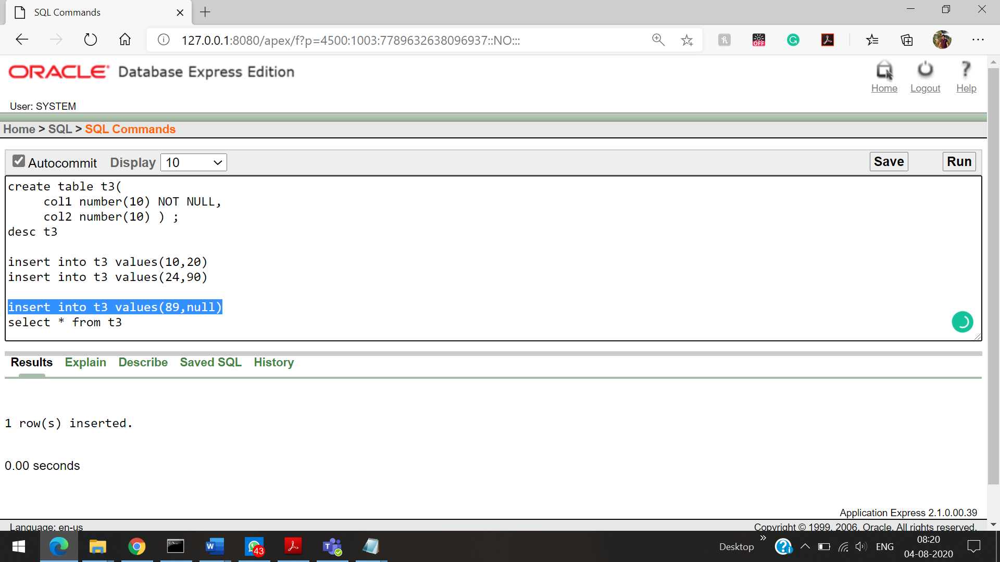 SQL Commands
127.0.0.1:8080/apex/f?p=4500:1003:7789632638096937::NO:::
OFF
ORACLE Database Express Edition
Home Logout Help
User: SYSTEM
Home > SQL > SQL Commands
Autocommit Display 10 Save Run
create table t3(
col1 number(10) NOT NULL,
col2 number(10) ) ;
desc t3
insert into t3 values(10,20)
insert into t3 values(24,90)
insert into t3 values(89,null)
select * from t3
Results Explain Describe Saved SQL History
1 row(s) inserted.
0.00 seconds
Application Express 2.1.0.00.39
Language: en-us Copyright © 1999, 2006, Oracle. All rights reserved.
43 Desktop ENG 08:20
04-08-2020